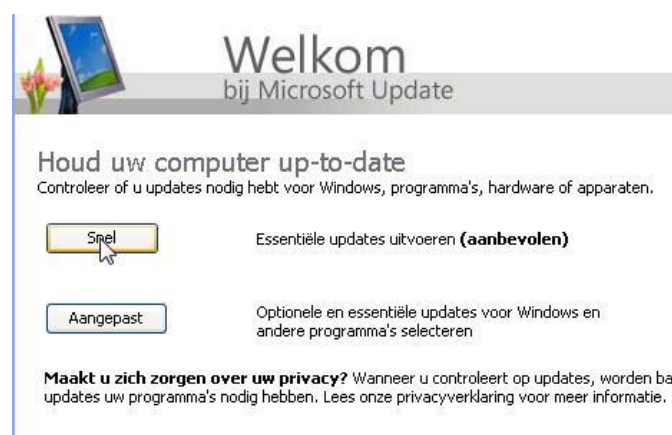 Welkom
bij Microsoft Update
Houd uw computer up-to-date
Controleer of u updates nodig hebt voor Windows, programma's, hardware of apparaten.
Snel
Essentiële updates uitvoeren (aanbevolen)
Aangepast
Optionele en essentiële updates voor Windows en
andere programma's selecteren
Maakt u zich zorgen over uw privacy? Wanneer u controleert op updates, worden ba
updates uw programma's nodig hebben. Lees onze privacyverklaring voor meer informatie.